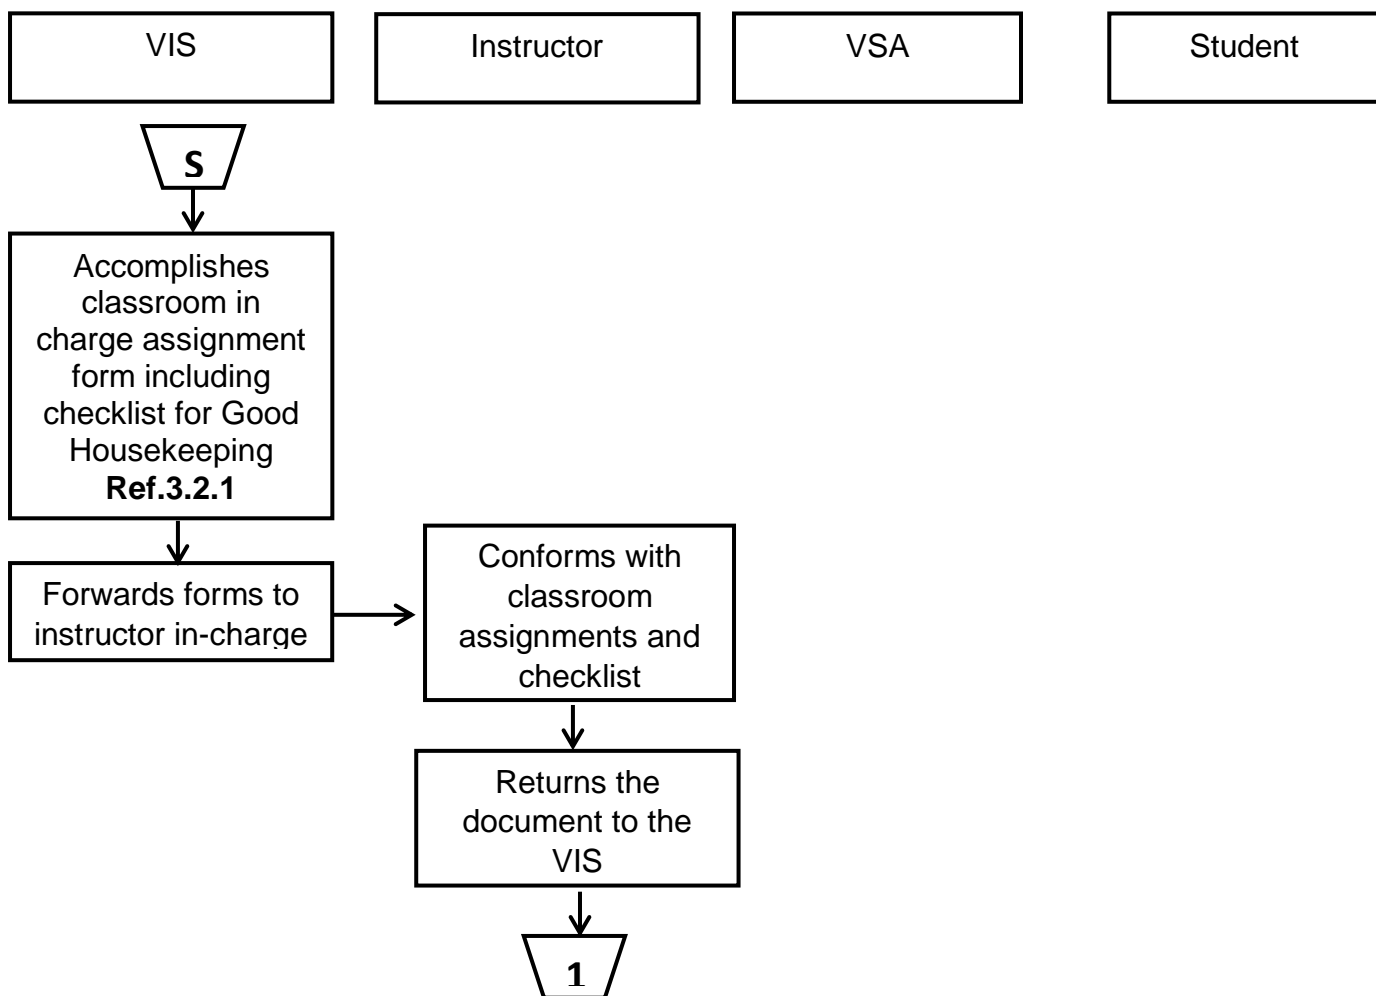 VIS
Instructor
VSA
Student
S
Accomplishes
classroom in
charge assignment
form including
checklist for Good
Housekeeping
Ref.3.2.1
Forwards forms to
instructor in-charge
Conforms with
classroom
assignments and
checklist
Returns the
document to the
VIS
1